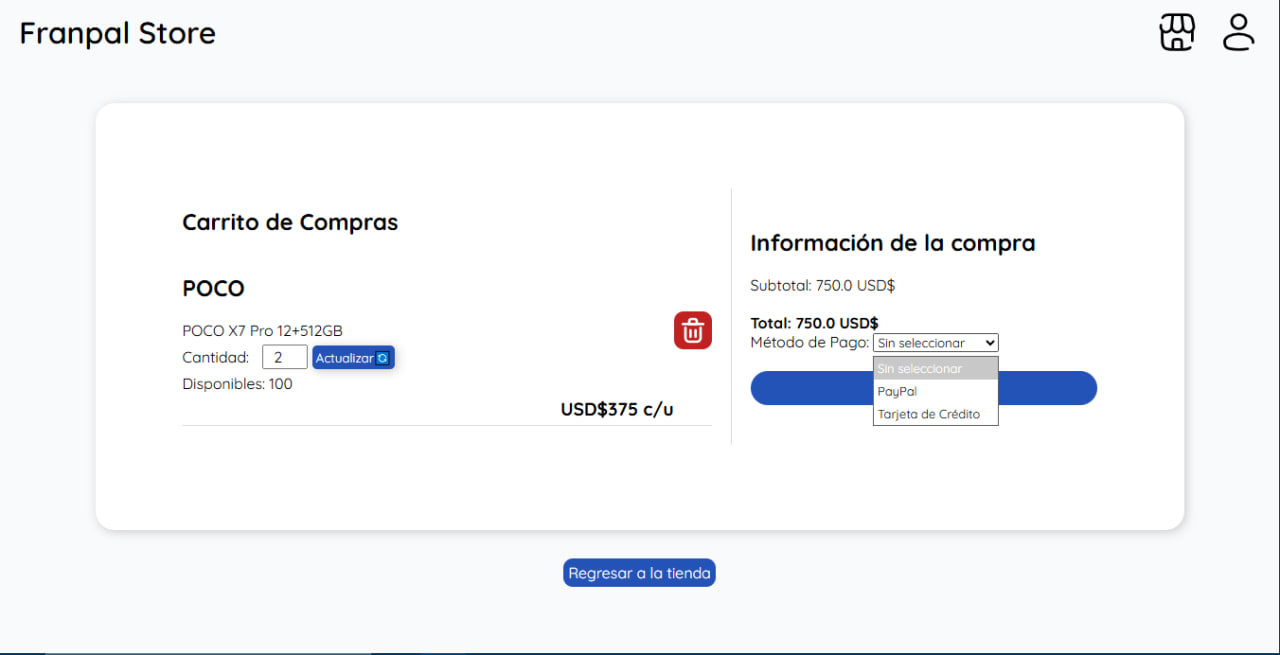 Franpal Store
Carrito de Compras
POCO
POCO X7 Pro 12+512GB
Cantidad: 2 Actualizar
Disponibles: 100
USD$375 c/u
Información de la compra
Subtotal: 750.0 USD$
Total: 750.0 USD$
Método de Pago: Sin seleccionar
Sin seleccionar
PayPal
Tarjeta de Crédito
Regresar a la tienda